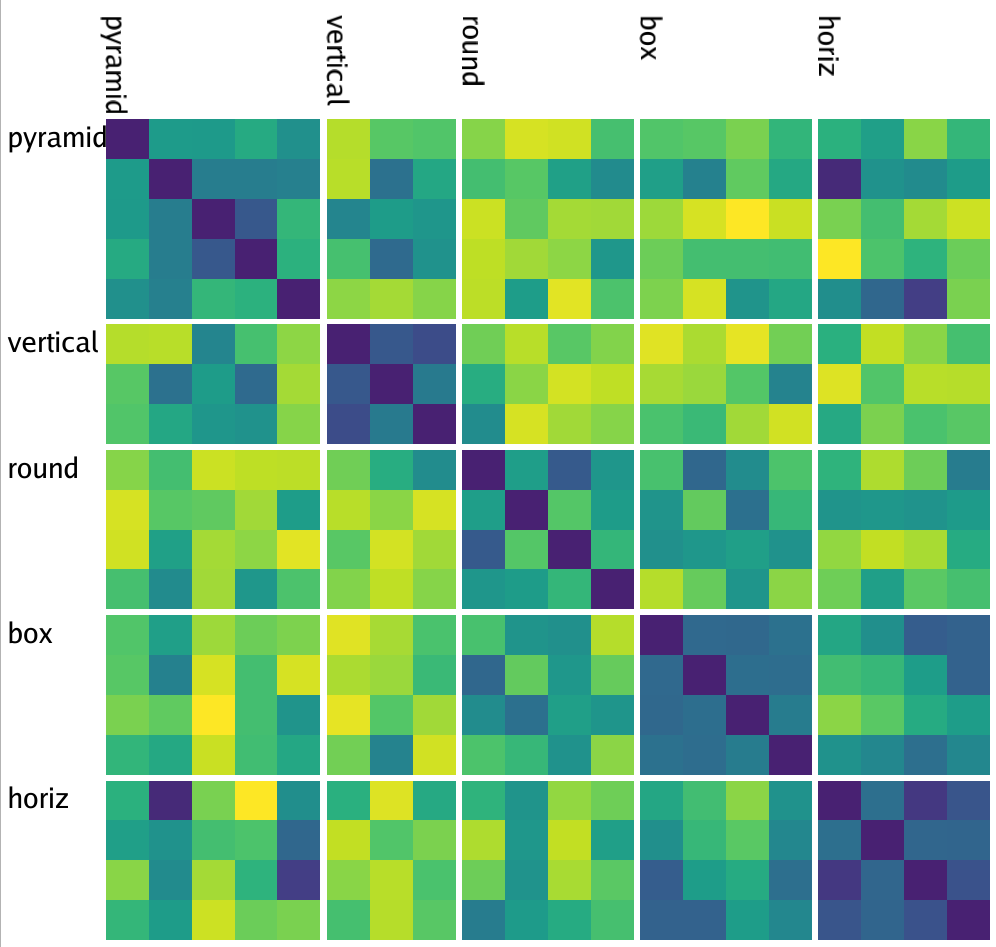 pyramid
vertical
round
box
horiz
pyramid
vertical
round
box
horiz